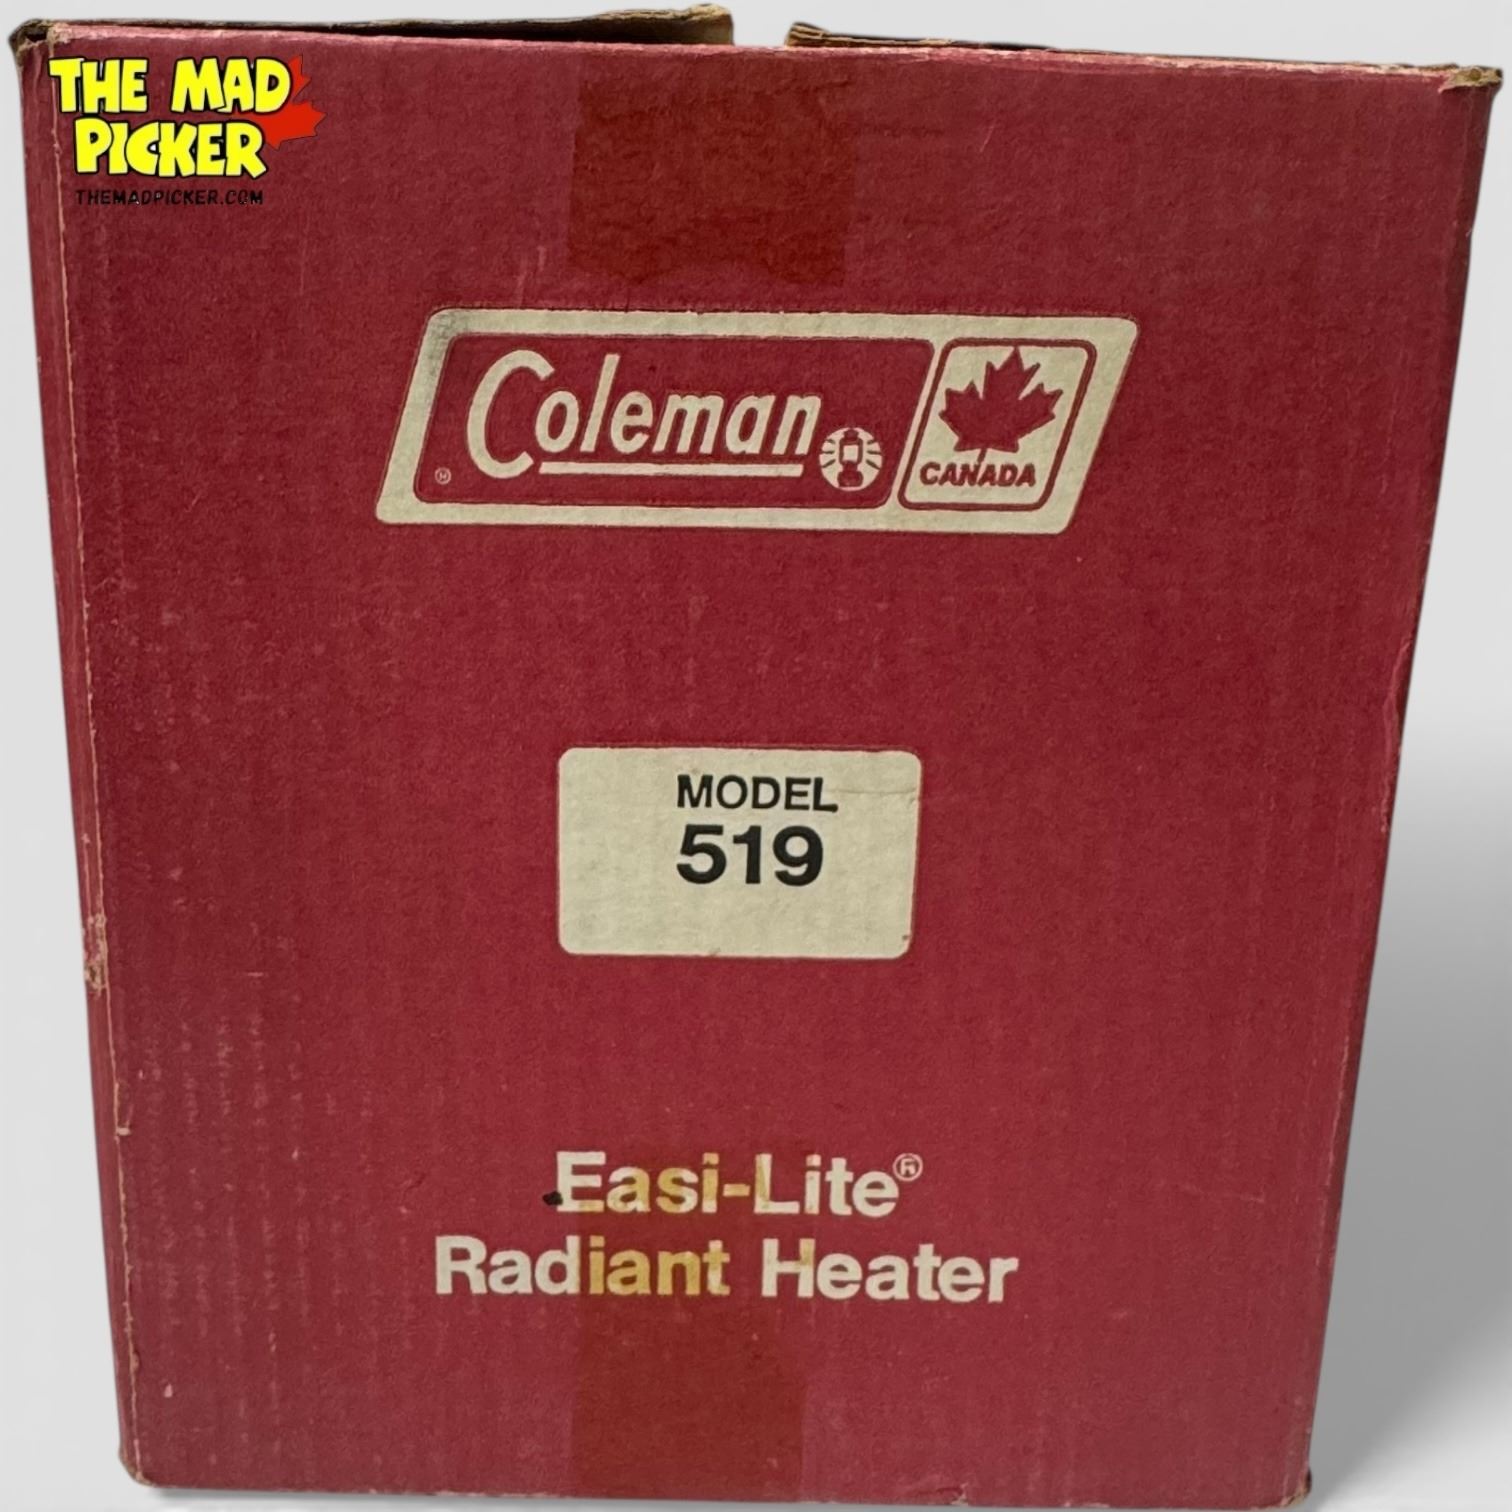 THE MAD
PICKER
THEMADPICKER.COM
Coleman
CANADA
MODEL
519
Easi-Lite®
Radiant Heater